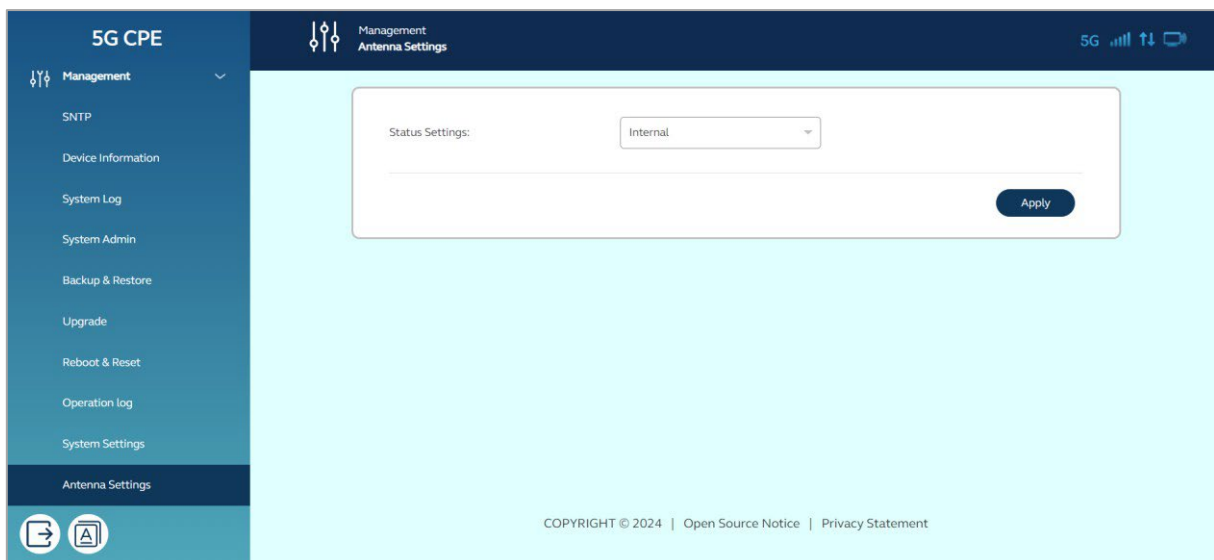 5G CPE
Management
SNTP
Device Information
System Log
System Admin
Backup & Restore
Upgrade
Reboot & Reset
Operation log
System Settings
Antenna Settings
A
Management
Antenna Settings
5G
Status Settings:
Internal
Apply
COPYRIGHT © 2024 | Open Source Notice | Privacy Statement